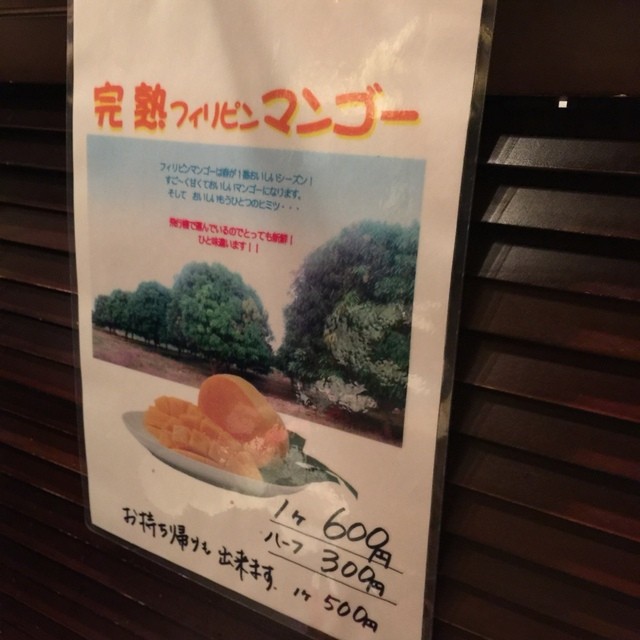 完熟フィリピンマンゴー
フィリピンマンゴーは春が1番おいしいシーズン！
すごーく甘くておいしいマンゴーになります。
そして おいしいもうひとつのヒミツ・・・
飛行機で運んでいるのでとっても新鮮！
ひと味違います！！
1ヶ 600円
ハーフ 300円
お持ち帰りも出来ます。 1ヶ 500円